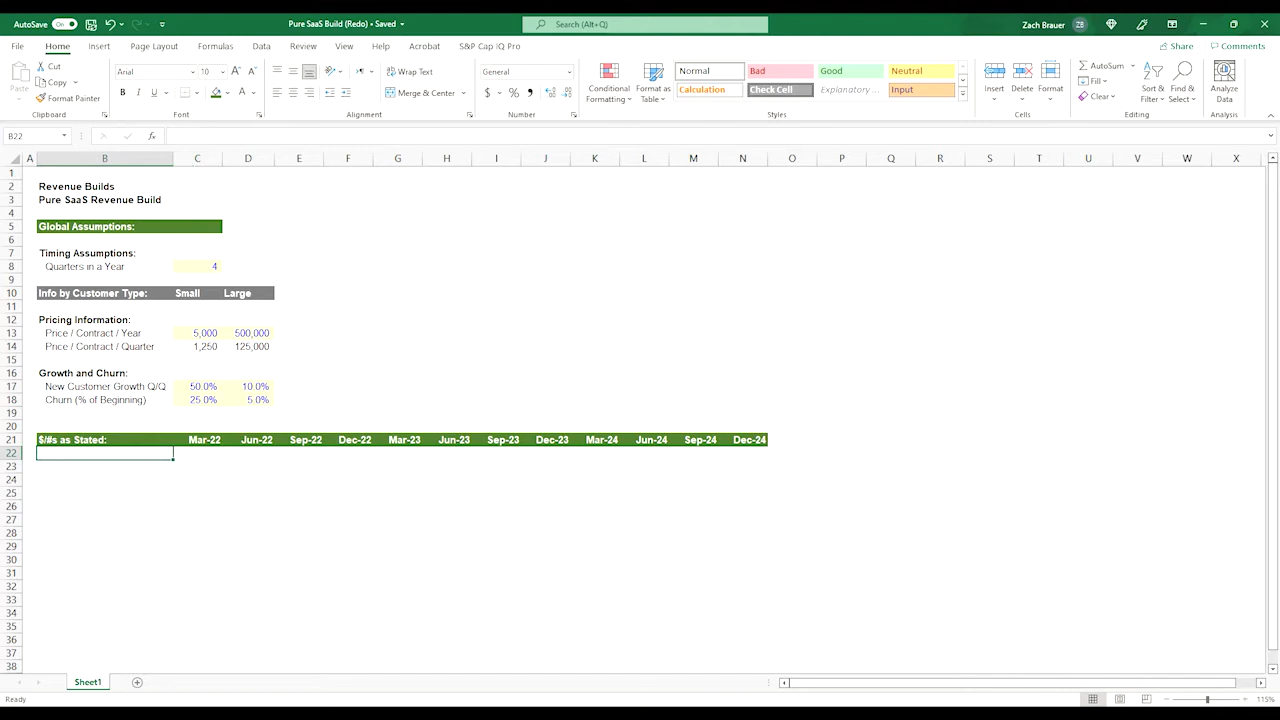 AutoSave On Pure SaaS Build (Redo) • Saved Search (Alt+Q) Zach Brauer ZB
File Home Insert Page Layout Formulas Data Review View Help Acrobat S&P Cap IQ Pro Share Comments
Paste Cut Copy Format Painter Clipboard
Arial 10 A A B I U A Font
Wrap Text Merge & Center Alignment
General $ % Number
Conditional Formatting Format as Table
Normal Bad Good Neutral
Calculation Check Cell Explanatory ... Input
Styles
Insert Delete Format Cells
AutoSum Fill Clear Sort & Filter Find & Select Editing
Analyze Data Analysis
B22 fx
A B C D E F G H I J K L M N O P Q R S T U V W X
1
2 Revenue Builds
3 Pure SaaS Revenue Build
4
5 Global Assumptions:
6
7 Timing Assumptions:
8 Quarters in a Year 4
9
10 Info by Customer Type: Small Large
11
12 Pricing Information:
13 Price / Contract / Year 5,000 500,000
14 Price / Contract / Quarter 1,250 125,000
15
16 Growth and Churn:
17 New Customer Growth Q/Q 50.0% 10.0%
18 Churn (% of Beginning) 25.0% 5.0%
19
20
21 $/#s as Stated: Mar-22 Jun-22 Sep-22 Dec-22 Mar-23 Jun-23 Sep-23 Dec-23 Mar-24 Jun-24 Sep-24 Dec-24
22
23
24
25
26
27
28
29
30
31
32
33
34
35
36
37
38
Sheet1
Ready 115%